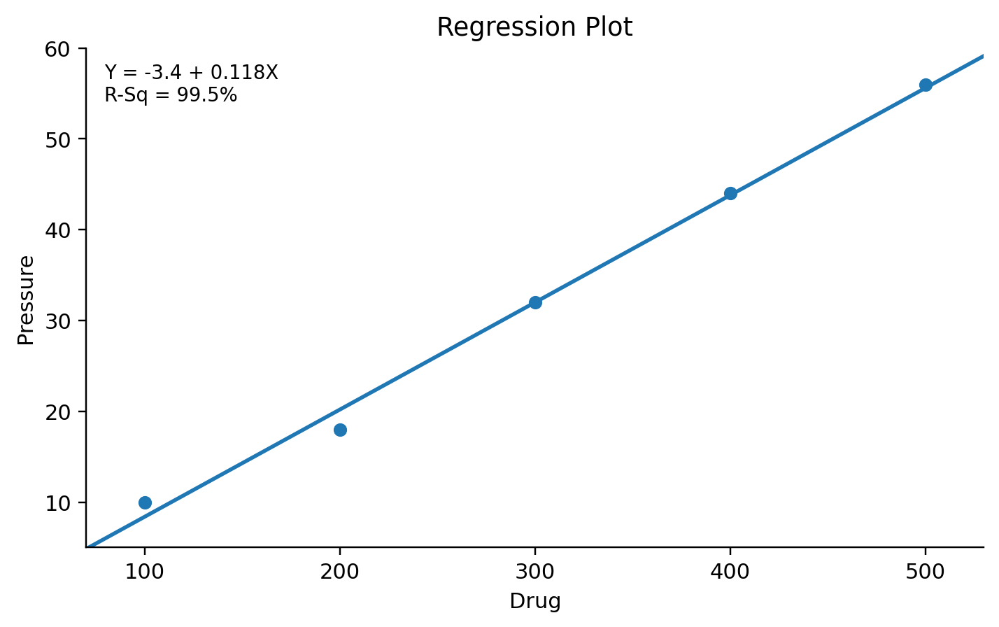 Regression Plot
Y = -3.4 + 0.118X
R-Sq = 99.5%
60
50
40
30
20
10
Pressure
100 200 300 400 500
Drug